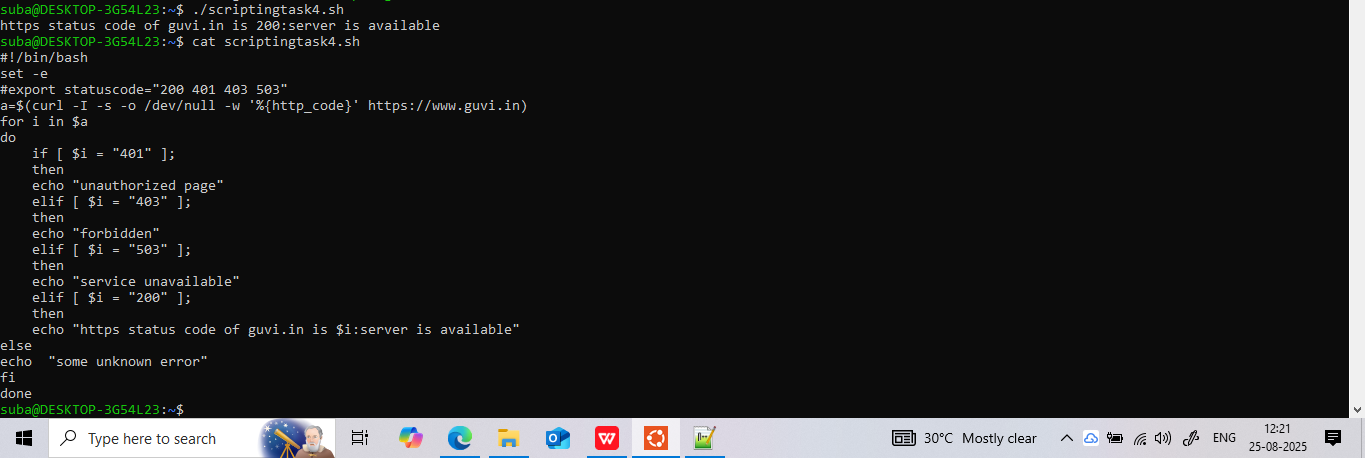 suba@DESKTOP-3G54L23:~$ ./scriptingtask4.sh
https status code of guvi.in is 200:server is available
suba@DESKTOP-3G54L23:~$ cat scriptingtask4.sh
#!/bin/bash
set -e
#export statuscode="200 401 403 503"
a=$(curl -I -s -o /dev/null -w '%{http_code}' https://www.guvi.in)
for i in $a
do
    if [ $i = "401" ];
    then
    echo "unauthorized page"
    elif [ $i = "403" ];
    then
    echo "forbidden"
    elif [ $i = "503" ];
    then
    echo "service unavailable"
    elif [ $i = "200" ];
    then
    echo "https status code of guvi.in is $i:server is available"
else
echo  "some unknown error"
fi
done
suba@DESKTOP-3G54L23:~$
Type here to search
30°C Mostly clear
ENG
12:21
25-08-2025